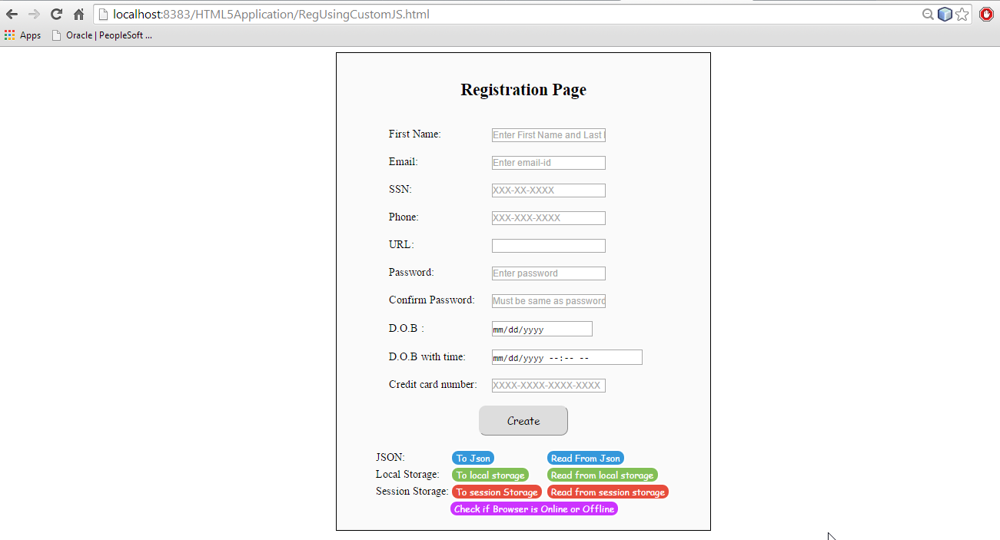 localhost:8383/HTML5Application/RegUsingCustomJS.html
Apps Oracle | PeopleSoft ...
Registration Page
First Name: Enter First Name and Last
Email: Enter email-id
SSN: XXX-XX-XXXX
Phone: XXX-XXX-XXXX
URL:
Password: Enter password
Confirm Password: Must be same as password
D.O.B : mm/dd/yyyy
D.O.B with time: mm/dd/yyyy --:-- --
Credit card number: XXXX-XXXX-XXXX-XXXX
Create
JSON: To Json Read From Json
Local Storage: To local storage Read from local storage
Session Storage: To session Storage Read from session storage
Check if Browser is Online or Offline